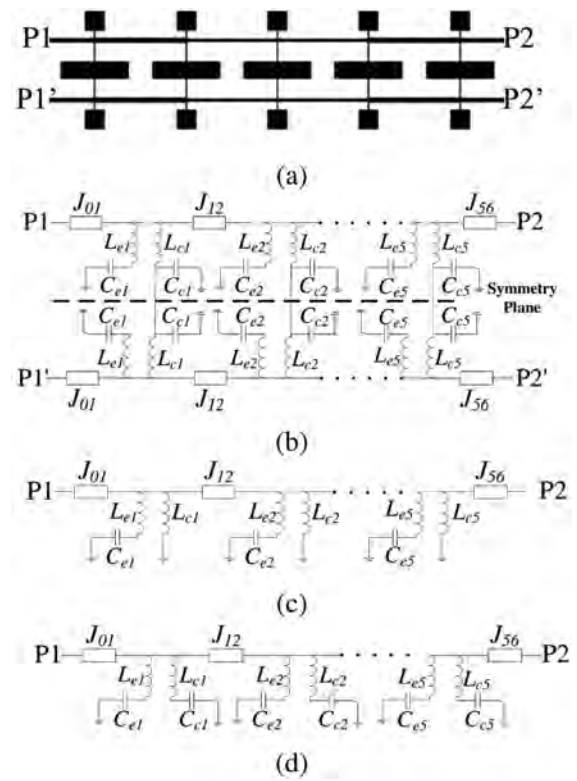 P1 P2
P1' P2'
(a)
J01 J12 J56
P1 P2
Le1 Lc1 Le2 Lc2 Le5 Lc5
Ce1 Cc1 Ce2 Cc2 Ce5 Cc5
Symmetry Plane
Ce1 Cc1 Ce2 Cc2 Ce5 Cc5
Le1 Lc1 Le2 Lc2 Le5 Lc5
P1' P2'
J01 J12 J56
(b)
J01 J12 J56
P1 P2
Le1 Lc1 Le2 Lc2 Le5 Lc5
Ce1 Ce2 Ce5
(c)
J01 J12 J56
P1 P2
Le1 Lc1 Le2 Lc2 Le5 Lc5
Ce1 Cc1 Ce2 Cc2 Ce5 Cc5
(d)